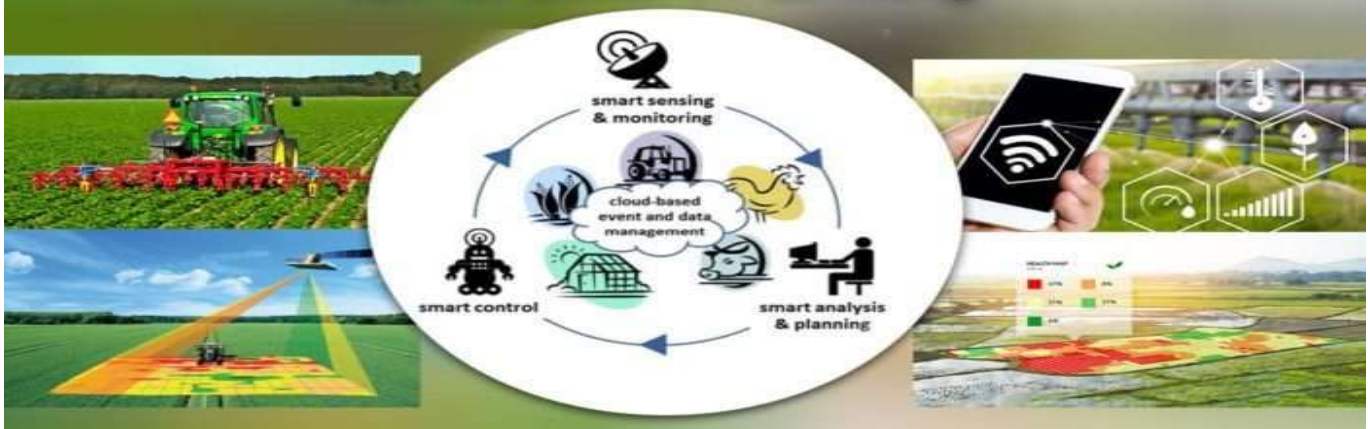 smart sensing
& monitoring
cloud-based
event and data
management
smart control
smart analysis
& planning